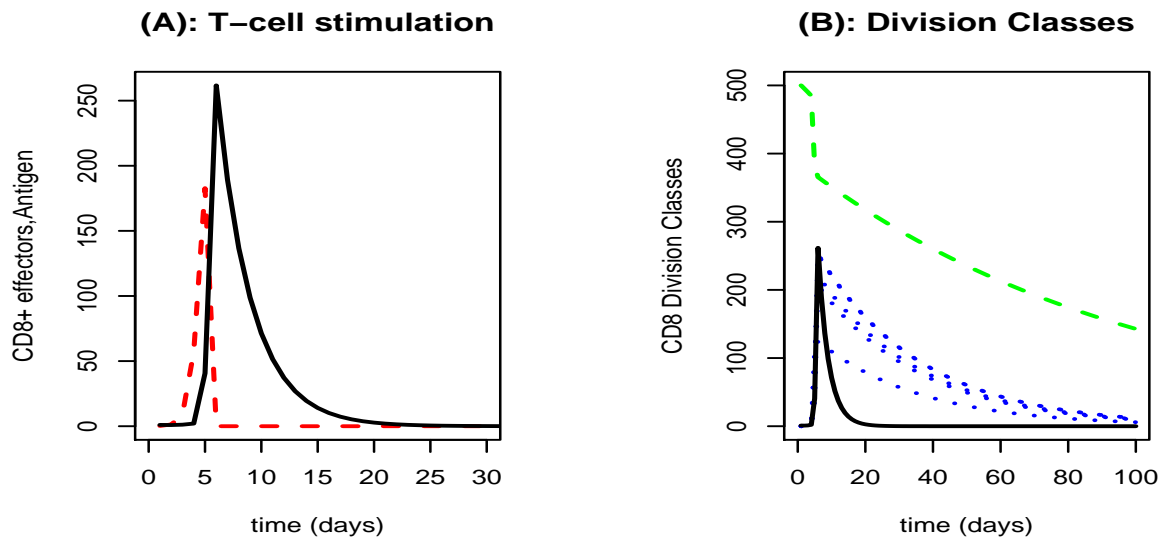 (A): T−cell stimulation
CD8+ effectors,Antigen
250
200
150
100
50
0
0 5 10 15 20 25 30
time (days)
(B): Division Classes
CD8 Division Classes
500
400
300
200
100
0
0 20 40 60 80 100
time (days)